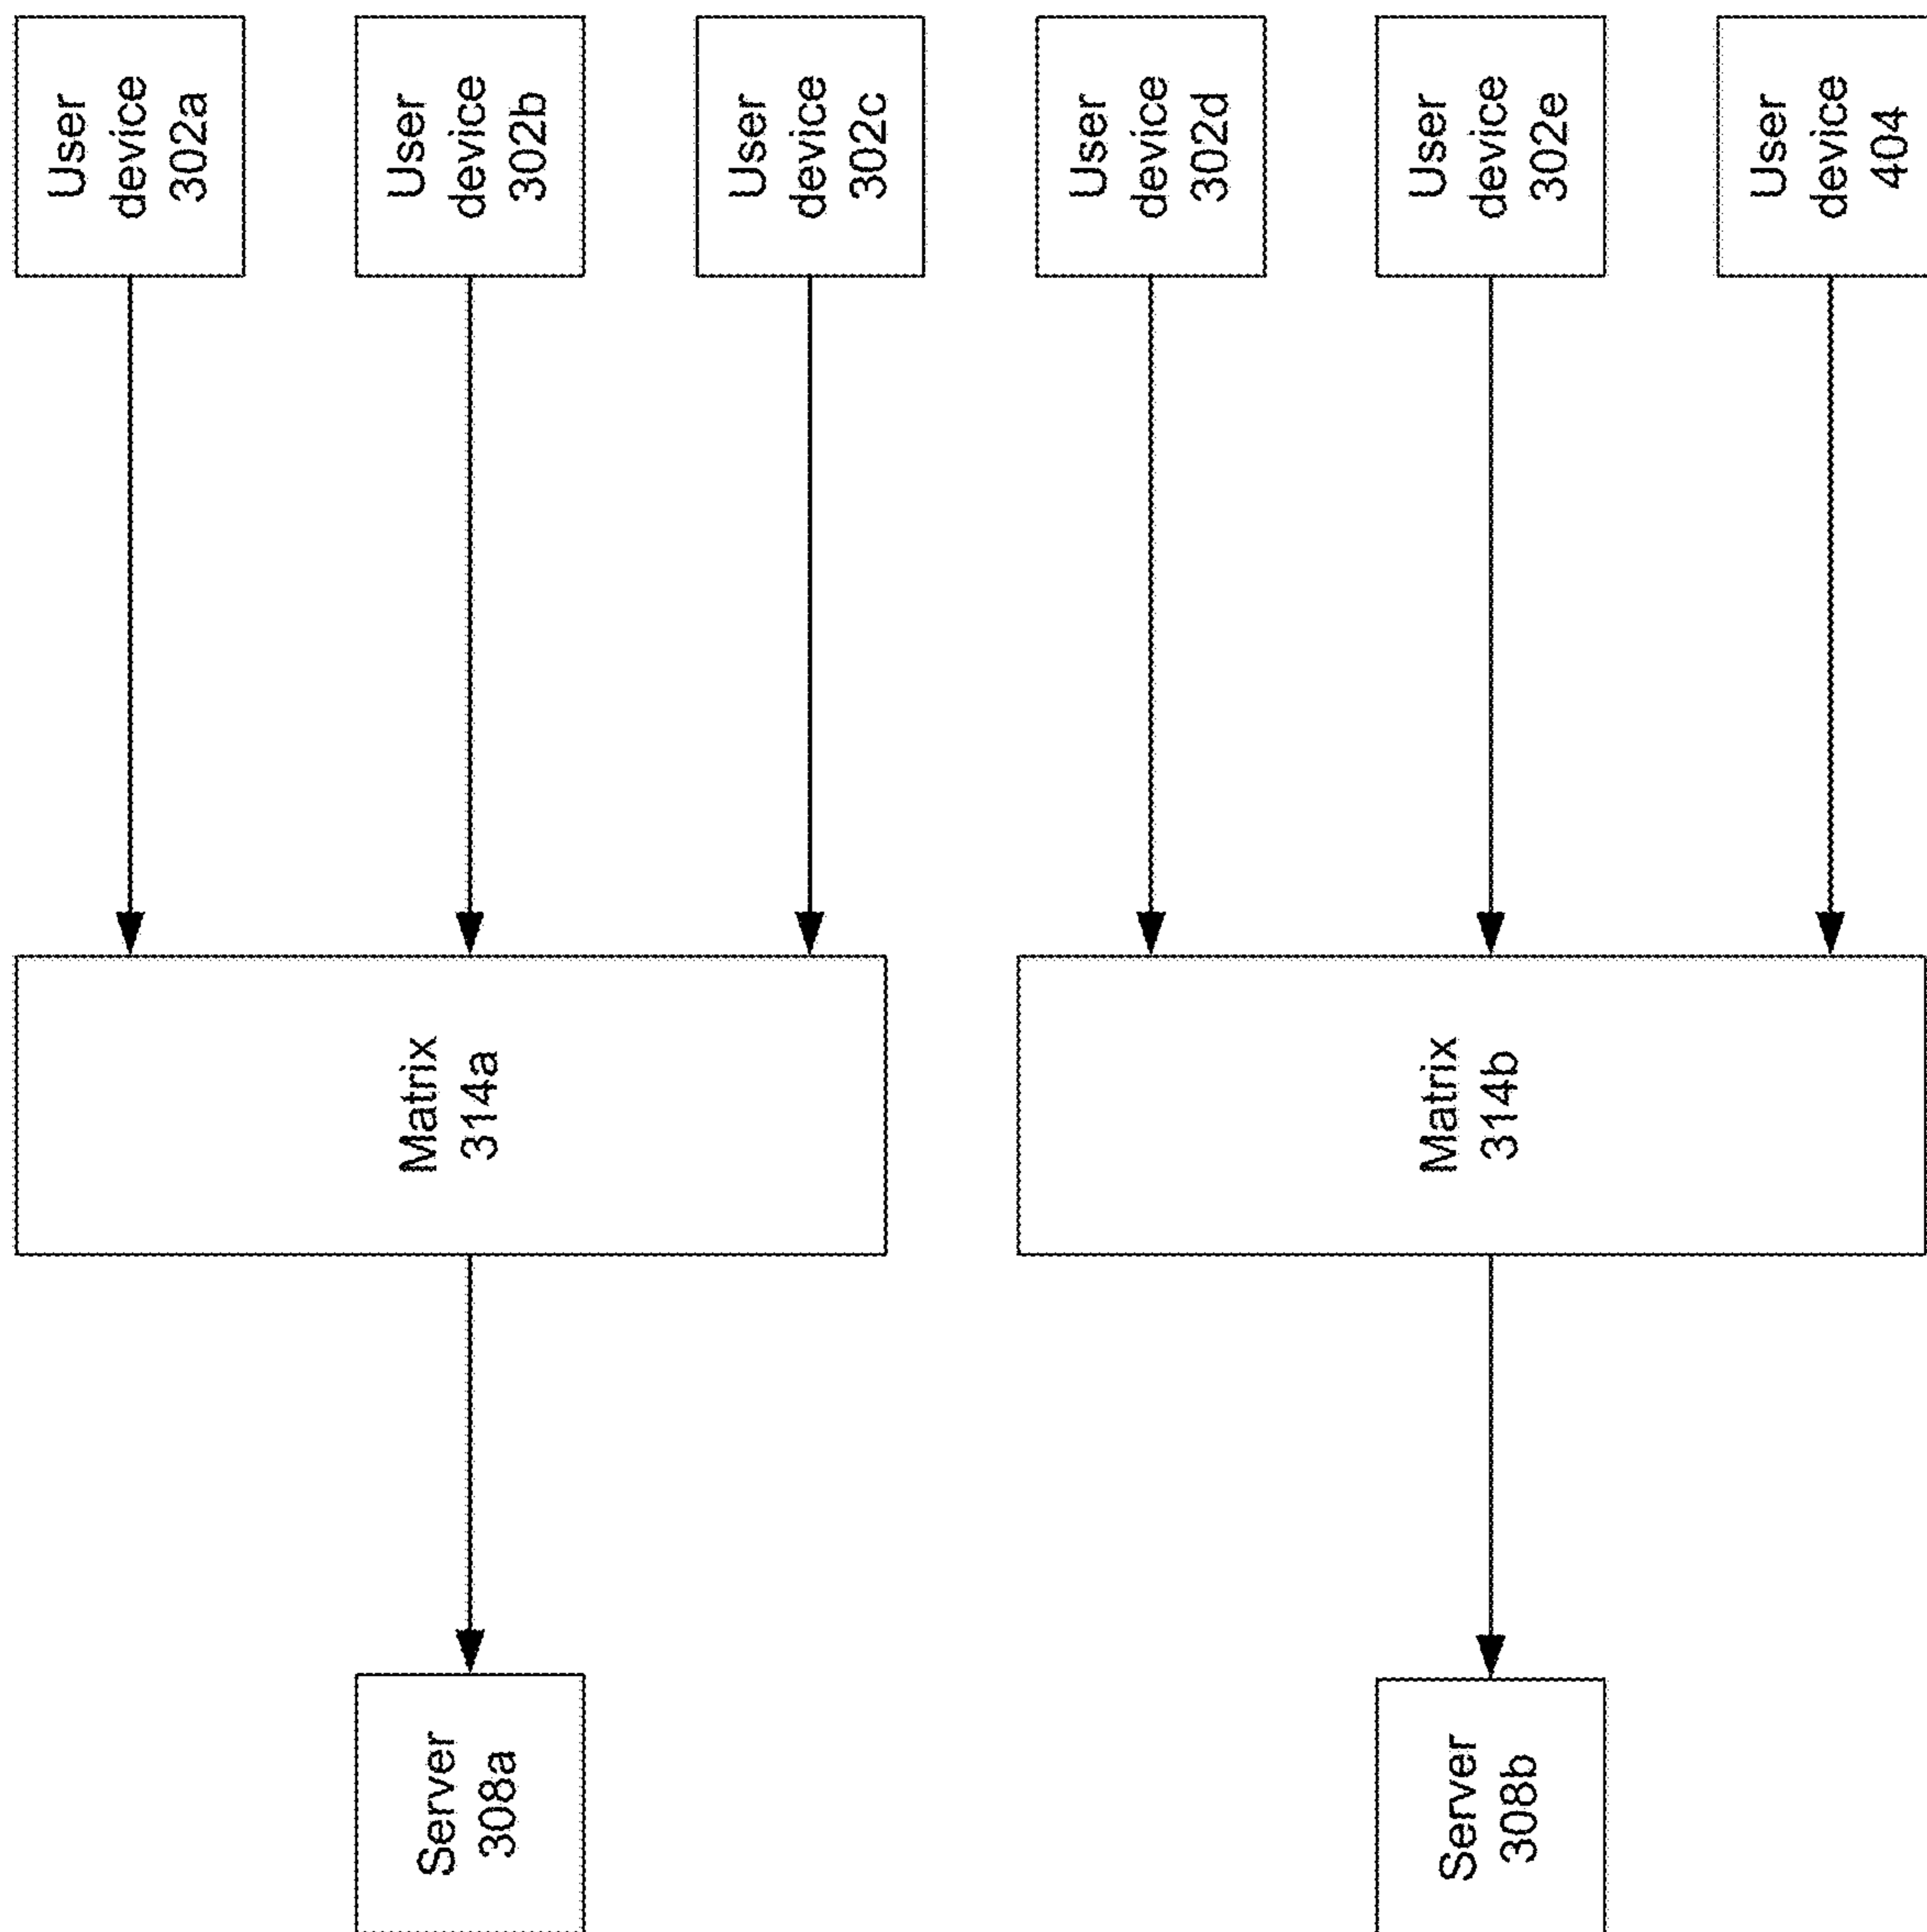 User
device
302a
User
device
302b
User
device
302c
User
device
302d
User
device
302e
User
device
404
Matrix
314a
Matrix
314b
Server
308a
Server
308b